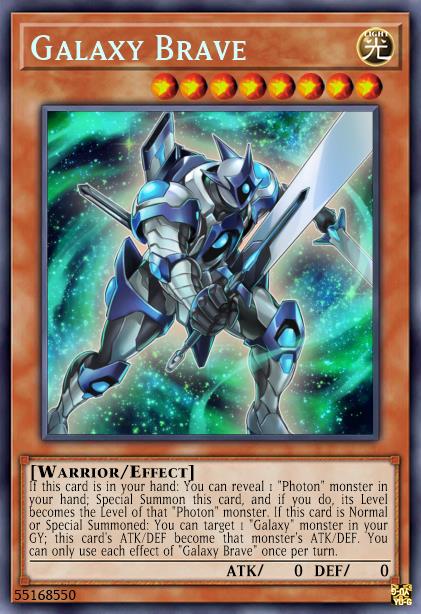 Galaxy Brave
LIGHT
光
[Warrior/Effect]
If this card is in your hand: You can reveal 1 "Photon" monster in
your hand; Special Summon this card, and if you do, its Level
becomes the Level of that "Photon" monster. If this card is Normal
or Special Summoned: You can target 1 "Galaxy" monster in your
GY; this card's ATK/DEF become that monster's ATK/DEF. You
can only use each effect of "Galaxy Brave" once per turn.
ATK/ 0 DEF/ 0
55168550